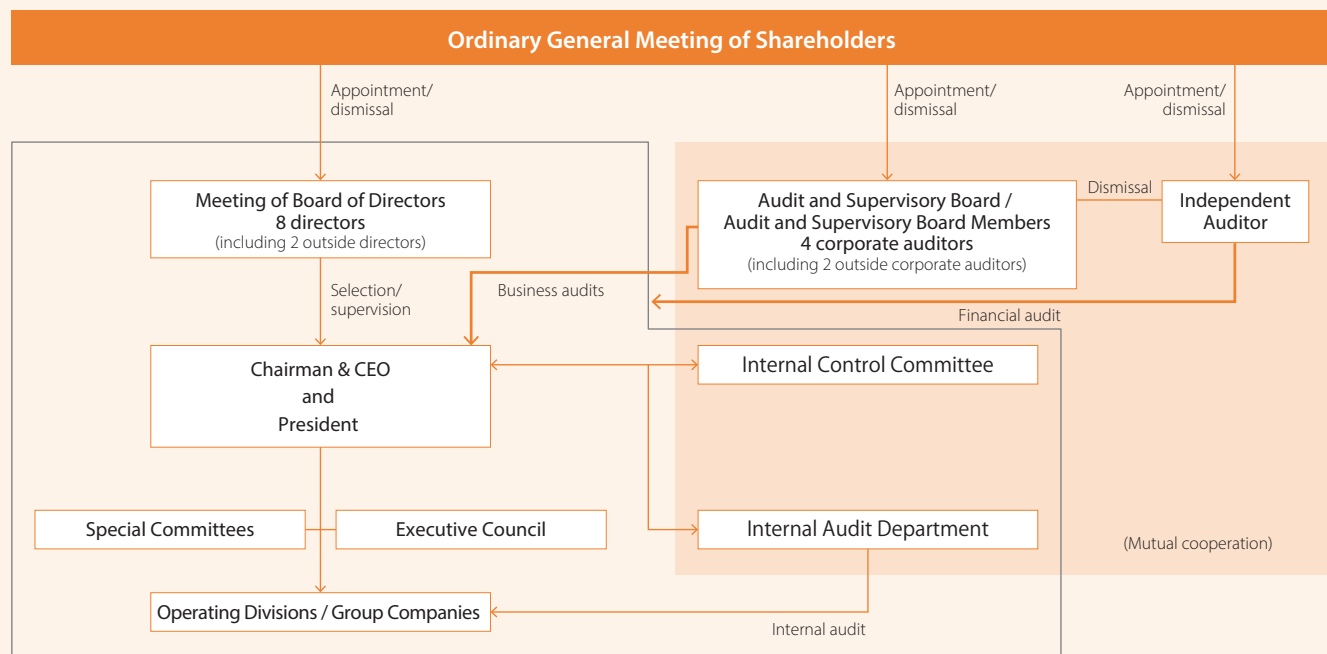 Ordinary General Meeting of Shareholders
Appointment/
dismissal
Appointment/
dismissal
Appointment/
dismissal
Meeting of Board of Directors
8 directors
(including 2 outside directors)
Audit and Supervisory Board /
Audit and Supervisory Board Members
4 corporate auditors
(including 2 outside corporate auditors)
Dismissal
Independent
Auditor
Selection/
supervision
Business audits
Financial audit
Chairman & CEO
and
President
Internal Control Committee
Special Committees
Executive Council
Internal Audit Department
(Mutual cooperation)
Operating Divisions / Group Companies
Internal audit